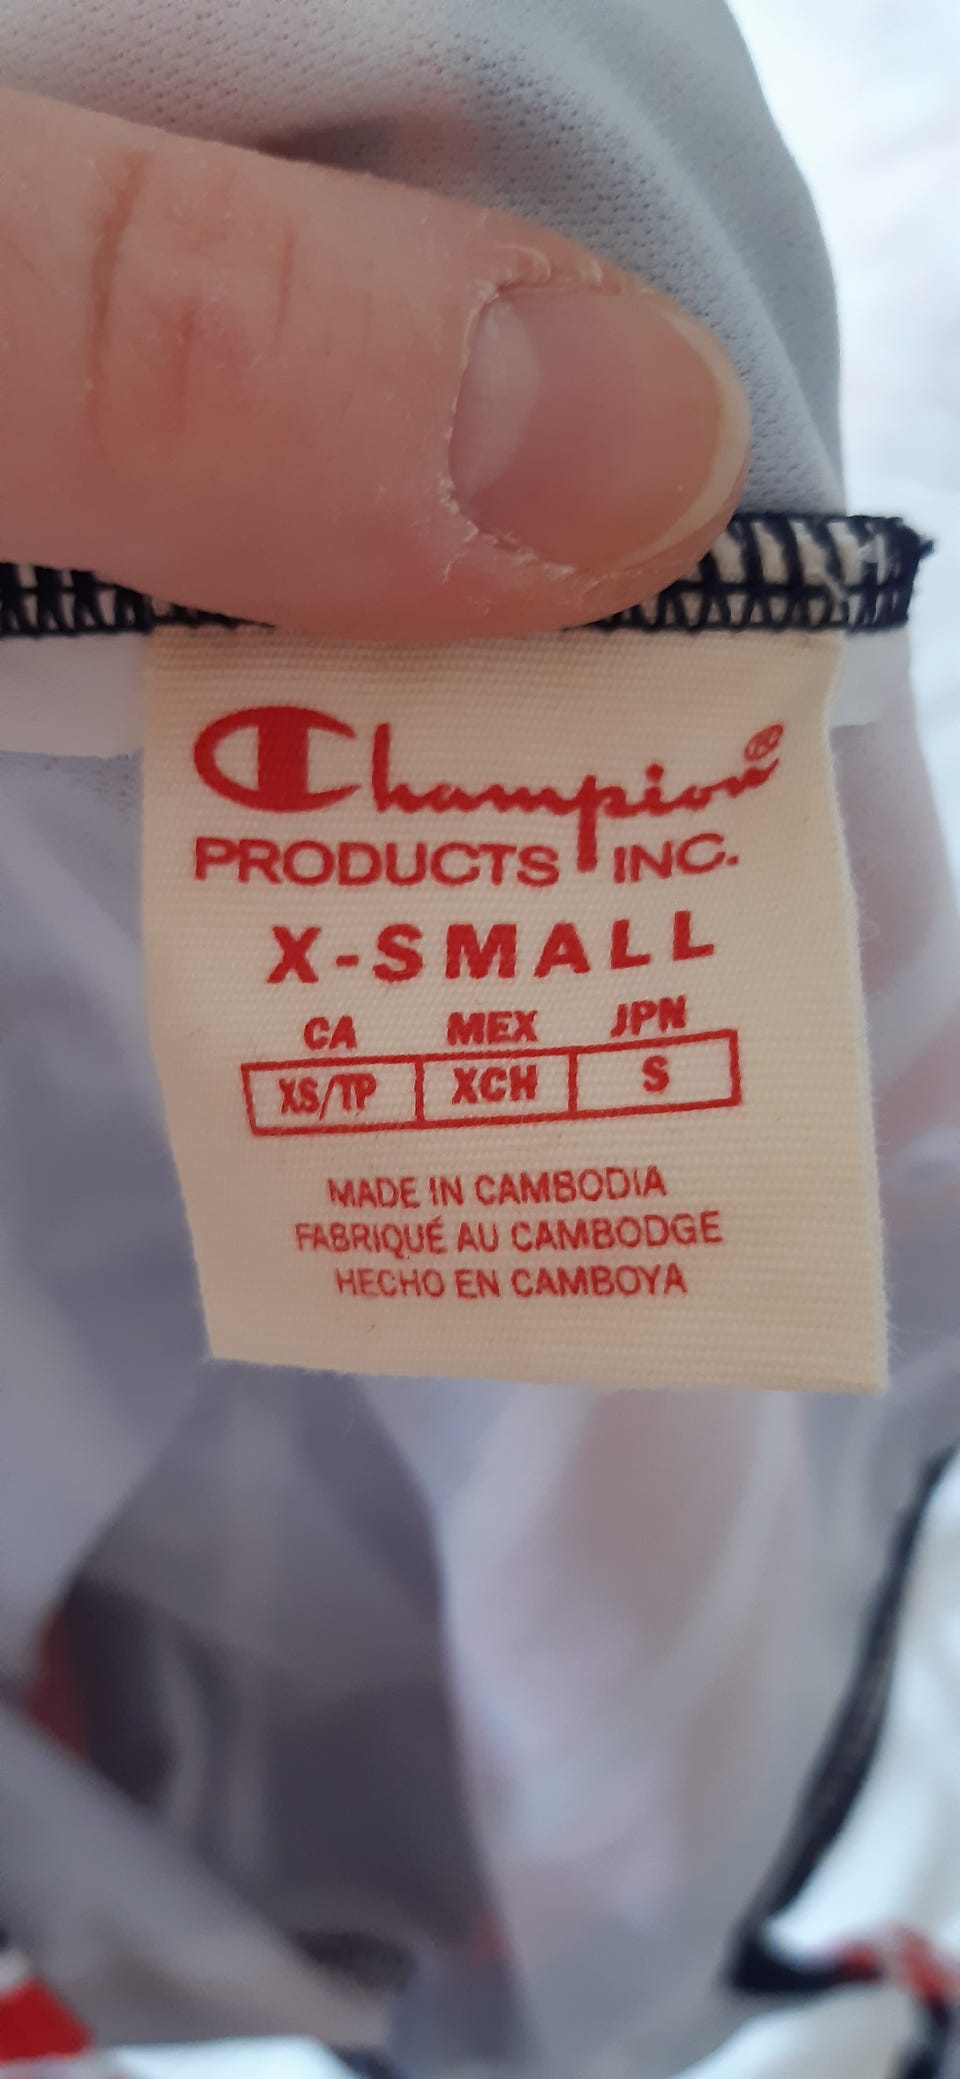 Champion®
PRODUCTS INC.
X-SMALL
CA MEX JPN
XS/TP XCH S
MADE IN CAMBODIA
FABRIQUÉ AU CAMBODGE
HECHO EN CAMBOYA